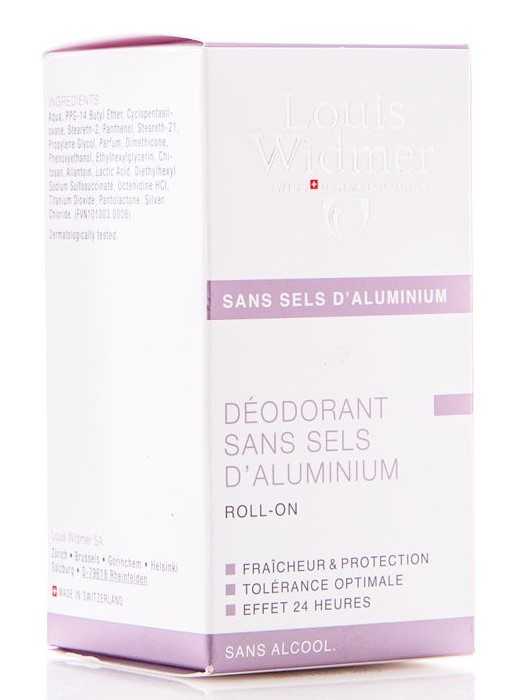 INGREDIENTS
Aqua, PPG-14 Butyl Ether, Cyclopentasil-
oxane, Steareth-2, Panthenol, Steareth-21,
Propylene Glycol, Parfum, Dimethicone,
Phenoxyethanol, Ethylhexylglycerin, Chi-
tosan, Allantoin, Lactic Acid, Diethylhexyl
Sodium Sulfosuccinate, Octenidine HCl,
Titanium Dioxide, Pantolactone, Silver
Chloride. (FVN101003.0006)
Dermatologically tested.
Louis Widmer SA
Zürich • Brussels • Gorinchem • Helsinki
Salzburg • D-79618 Rheinfelden
MADE IN SWITZERLAND
Louis
Widmer
SANS SELS D'ALUMINIUM
DÉODORANT
SANS SELS
D'ALUMINIUM
ROLL-ON
FRAÎCHEUR & PROTECTION
TOLÉRANCE OPTIMALE
EFFET 24 HEURES
SANS ALCOOL.